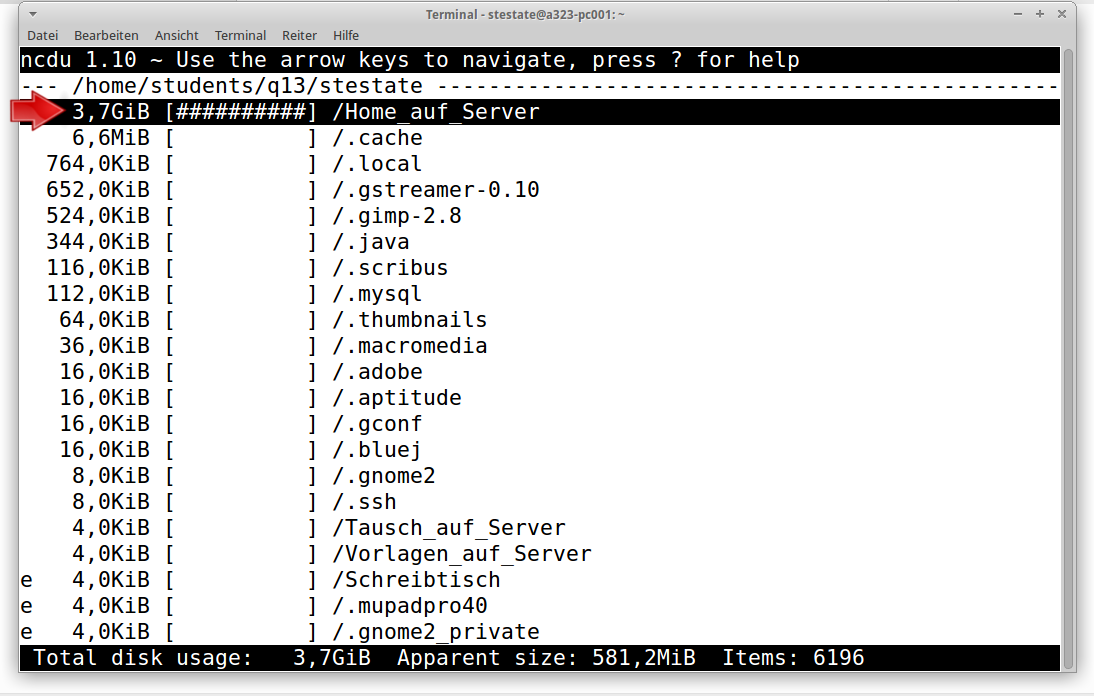 Terminal - stestate@a323-pc001: ~
Datei Bearbeiten Ansicht Terminal Reiter Hilfe
ncdu 1.10 ~ Use the arrow keys to navigate, press ? for help
--- /home/students/q13/stestate ------------------------------------------------
3,7GiB [##########] /Home_auf_Server
6,6MiB [          ] /.cache
764,0KiB [          ] /.local
652,0KiB [          ] /.gstreamer-0.10
524,0KiB [          ] /.gimp-2.8
344,0KiB [          ] /.java
116,0KiB [          ] /.scribus
112,0KiB [          ] /.mysql
64,0KiB [          ] /.thumbnails
36,0KiB [          ] /.macromedia
16,0KiB [          ] /.adobe
16,0KiB [          ] /.aptitude
16,0KiB [          ] /.gconf
16,0KiB [          ] /.bluej
8,0KiB [          ] /.gnome2
8,0KiB [          ] /.ssh
4,0KiB [          ] /Tausch_auf_Server
4,0KiB [          ] /Vorlagen_auf_Server
e   4,0KiB [          ] /Schreibtisch
e   4,0KiB [          ] /.mupadpro40
e   4,0KiB [          ] /.gnome2_private
Total disk usage:   3,7GiB  Apparent size: 581,2MiB  Items: 6196